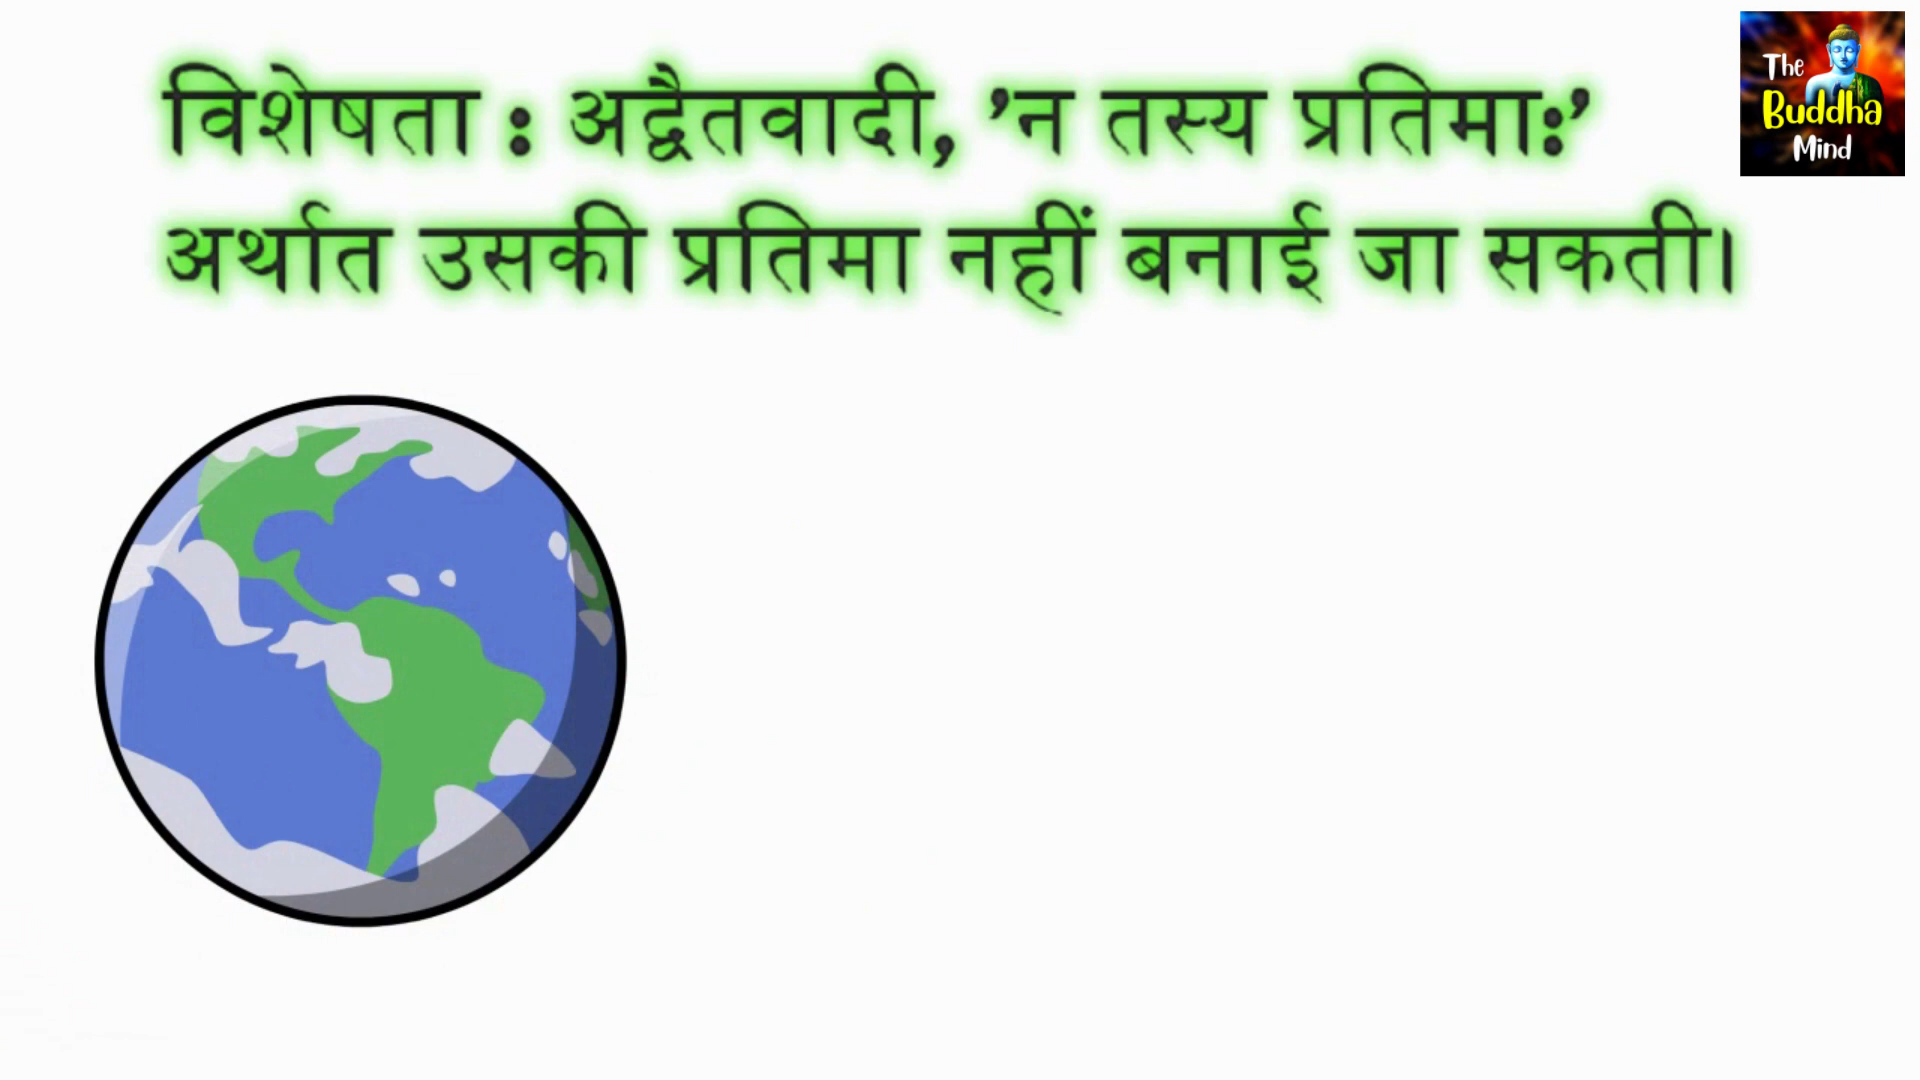 विशेषता : अद्वैतवादी, ’न तस्य प्रतिमाः’
अर्थात उसकी प्रतिमा नहीं बनाई जा सकती।
The
Buddha
Mind